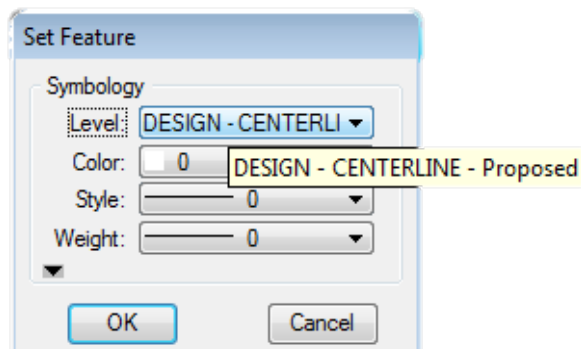 Set Feature
Symbology
Level: DESIGN - CENTERLI
Color: 0
DESIGN - CENTERLINE - Proposed
Style: 0
Weight: 0
OK Cancel